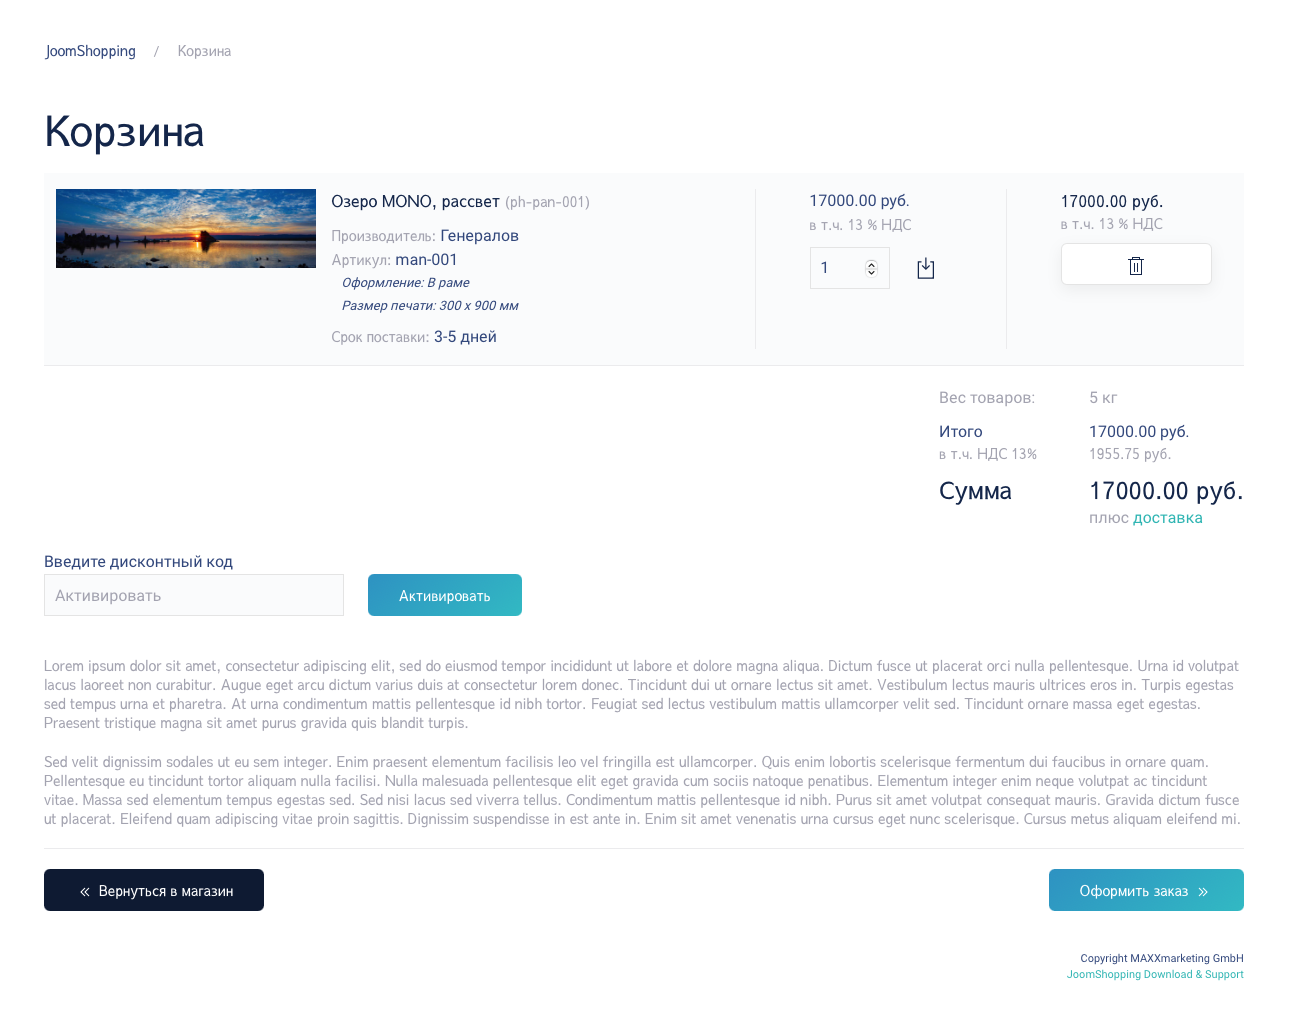 JoomShopping / Корзина
Корзина
Озеро MONO, рассвет (ph-pan-001)
Производитель: Генералов
Артикул: man-001
Оформление: В раме
Размер печати: 300 x 900 мм
Срок поставки: 3-5 дней
17000.00 руб.
в т.ч. 13 % НДС
1
17000.00 руб.
в т.ч. 13 % НДС
Вес товаров: 5 кг
Итого 17000.00 руб.
в т.ч. НДС 13% 1955.75 руб.
Сумма 17000.00 руб.
плюс доставка
Введите дисконтный код
Активировать Активировать
Lorem ipsum dolor sit amet, consectetur adipiscing elit, sed do eiusmod tempor incididunt ut labore et dolore magna aliqua. Dictum fusce ut placerat orci nulla pellentesque. Urna id volutpat
lacus laoreet non curabitur. Augue eget arcu dictum varius duis at consectetur lorem donec. Tincidunt dui ut ornare lectus sit amet. Vestibulum lectus mauris ultrices eros in. Turpis egestas
sed tempus urna et pharetra. At urna condimentum mattis pellentesque id nibh tortor. Feugiat sed lectus vestibulum mattis ullamcorper velit sed. Tincidunt ornare massa eget egestas.
Praesent tristique magna sit amet purus gravida quis blandit turpis.
Sed velit dignissim sodales ut eu sem integer. Enim praesent elementum facilisis leo vel fringilla est ullamcorper. Quis enim lobortis scelerisque fermentum dui faucibus in ornare quam.
Pellentesque eu tincidunt tortor aliquam nulla facilisi. Nulla malesuada pellentesque elit eget gravida cum sociis natoque penatibus. Elementum integer enim neque volutpat ac tincidunt
vitae. Massa sed elementum tempus egestas sed. Sed nisi lacus sed viverra tellus. Condimentum mattis pellentesque id nibh. Purus sit amet volutpat consequat mauris. Gravida dictum fusce
ut placerat. Eleifend quam adipiscing vitae proin sagittis. Dignissim suspendisse in est ante in. Enim sit amet venenatis urna cursus eget nunc scelerisque. Cursus metus aliquam eleifend mi.
« Вернуться в магазин
Оформить заказ »
Copyright MAXXmarketing GmbH
JoomShopping Download & Support